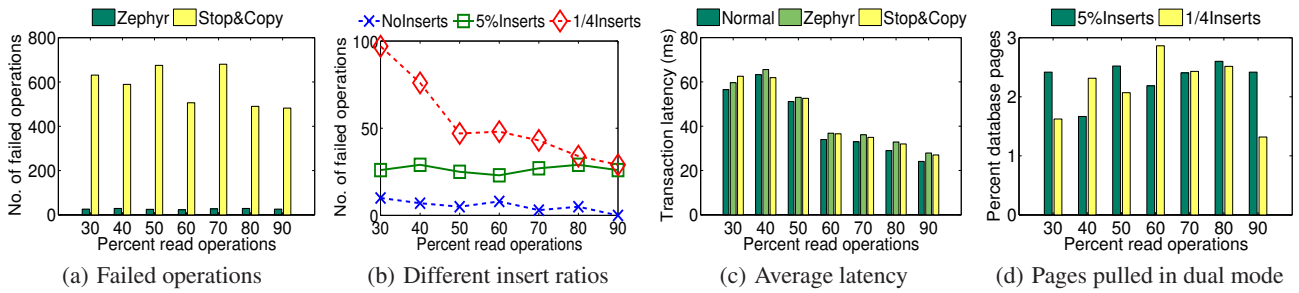 Zephyr Stop&Copy
800
600
400
200
0
No. of failed operations
30 40 50 60 70 80 90
Percent read operations
(a) Failed operations
NoInserts 5%Inserts 1/4Inserts
100
50
0
No. of failed operations
30 40 50 60 70 80 90
Percent read operations
(b) Different insert ratios
Normal Zephyr Stop&Copy
80
60
40
20
0
Transaction latency (ms)
30 40 50 60 70 80 90
Percent read operations
(c) Average latency
5%Inserts 1/4Inserts
3
2
1
0
Percent database pages
30 40 50 60 70 80 90
Percent read operations
(d) Pages pulled in dual mode